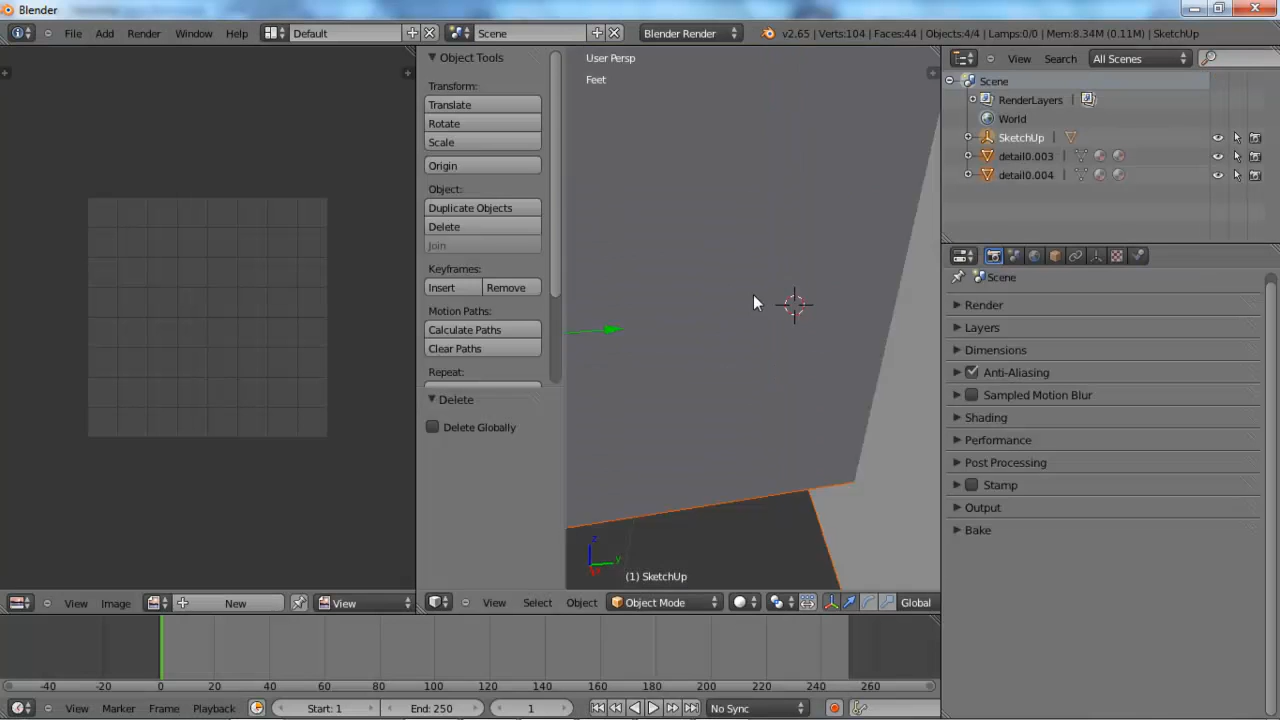 Blender
File Add Render Window Help Default Scene Blender Render v2.65 | Verts:104 | Faces:44 | Objects:4/4 | Lamps:0/0 | Mem:8.34M (0.11M) | SketchUp
Object Tools
Transform:
Translate
Rotate
Scale
Origin
Object:
Duplicate Objects
Delete
Join
Keyframes:
Insert Remove
Motion Paths:
Calculate Paths
Clear Paths
Repeat:
Delete
Delete Globally
User Persp
Feet
z
y
(1) SketchUp
View Search All Scenes
Scene
RenderLayers |
World
SketchUp |
detail0.003 |
detail0.004 |
Scene
Render
Layers
Dimensions
Anti-Aliasing
Sampled Motion Blur
Shading
Performance
Post Processing
Stamp
Output
Bake
View Image New View
View Select Object Object Mode Global
-40 -20 0 20 40 60 80 100 120 140 160 180 200 220 240 260
View Marker Frame Playback Start: 1 End: 250 1 No Sync